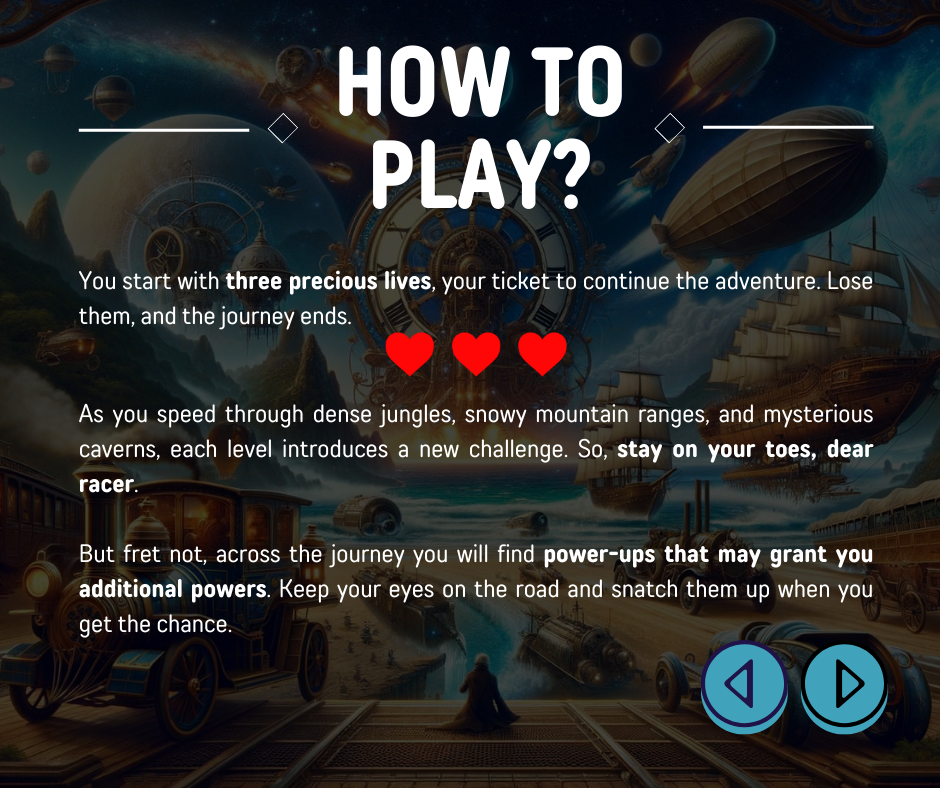 HOW TO
PLAY?
You start with three precious lives, your ticket to continue the adventure. Lose
them, and the journey ends.
As you speed through dense jungles, snowy mountain ranges, and mysterious
caverns, each level introduces a new challenge. So, stay on your toes, dear
racer.
But fret not, across the journey you will find power-ups that may grant you
additional powers. Keep your eyes on the road and snatch them up when you
get the chance.